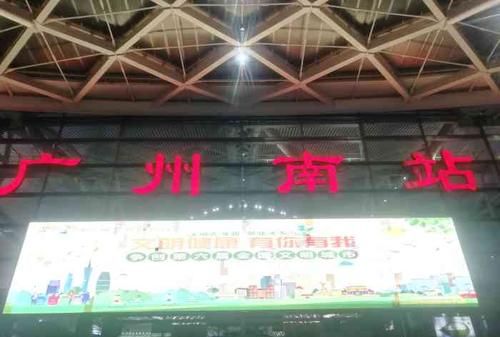 广州南站
文明健康 有你有我
争创第六届全国文明城市